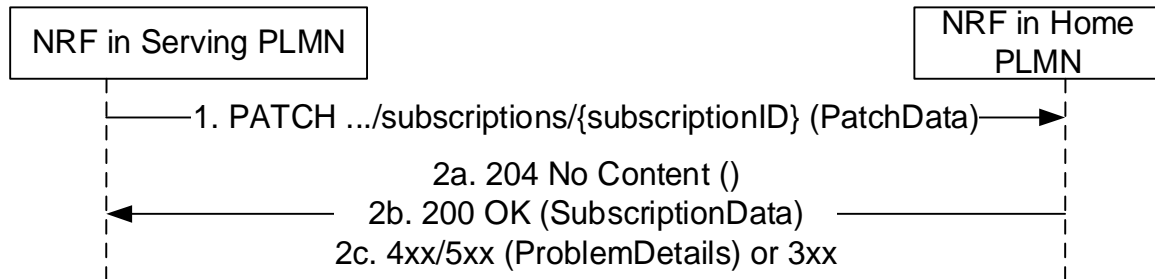 NRF in Serving PLMN
NRF in Home
PLMN
1. PATCH .../subscriptions/{subscriptionID} (PatchData)
2a. 204 No Content ()
2b. 200 OK (SubscriptionData)
2c. 4xx/5xx (ProblemDetails) or 3xx